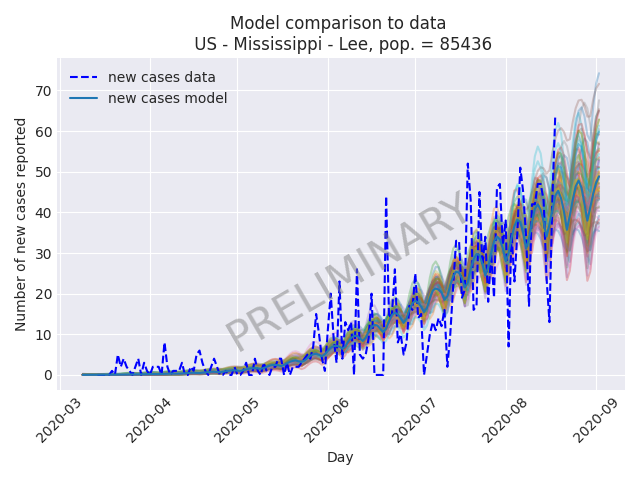 Model comparison to data
US - Mississippi - Lee, pop. = 85436
new cases data
new cases model
PRELIMINARY
Number of new cases reported
70
60
50
40
30
20
10
0
2020-03
2020-04
2020-05
2020-06
2020-07
2020-08
2020-09
Day